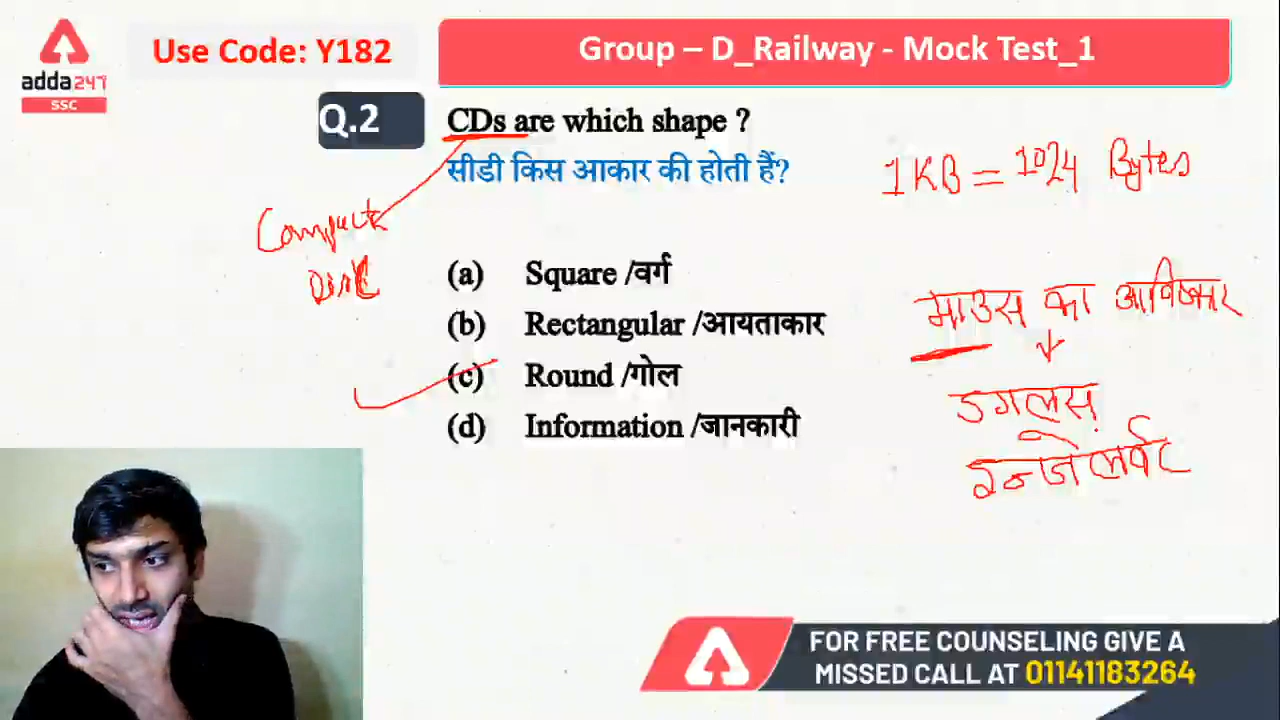 adda247
SSC
Use Code: Y182
Group – D_Railway - Mock Test_1
Q.2
CDs are which shape ?
सीडी किस आकार की होती हैं?
1KB = 1024 Bytes
Compact
Disk
(a) Square /वर्ग
(b) Rectangular /आयताकार
(c) Round /गोल
(d) Information /जानकारी
माउस का आविष्कार
डगलस
इन्जेलबर्ट
FOR FREE COUNSELING GIVE A
MISSED CALL AT 01141183264